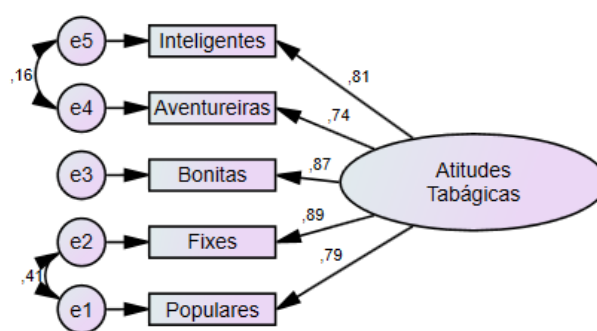 e5
Inteligentes
,81
,16
e4
Aventureiras
,74
e3
Bonitas
,87
Atitudes
Tabágicas
e2
Fixes
,89
,41
e1
Populares
,79